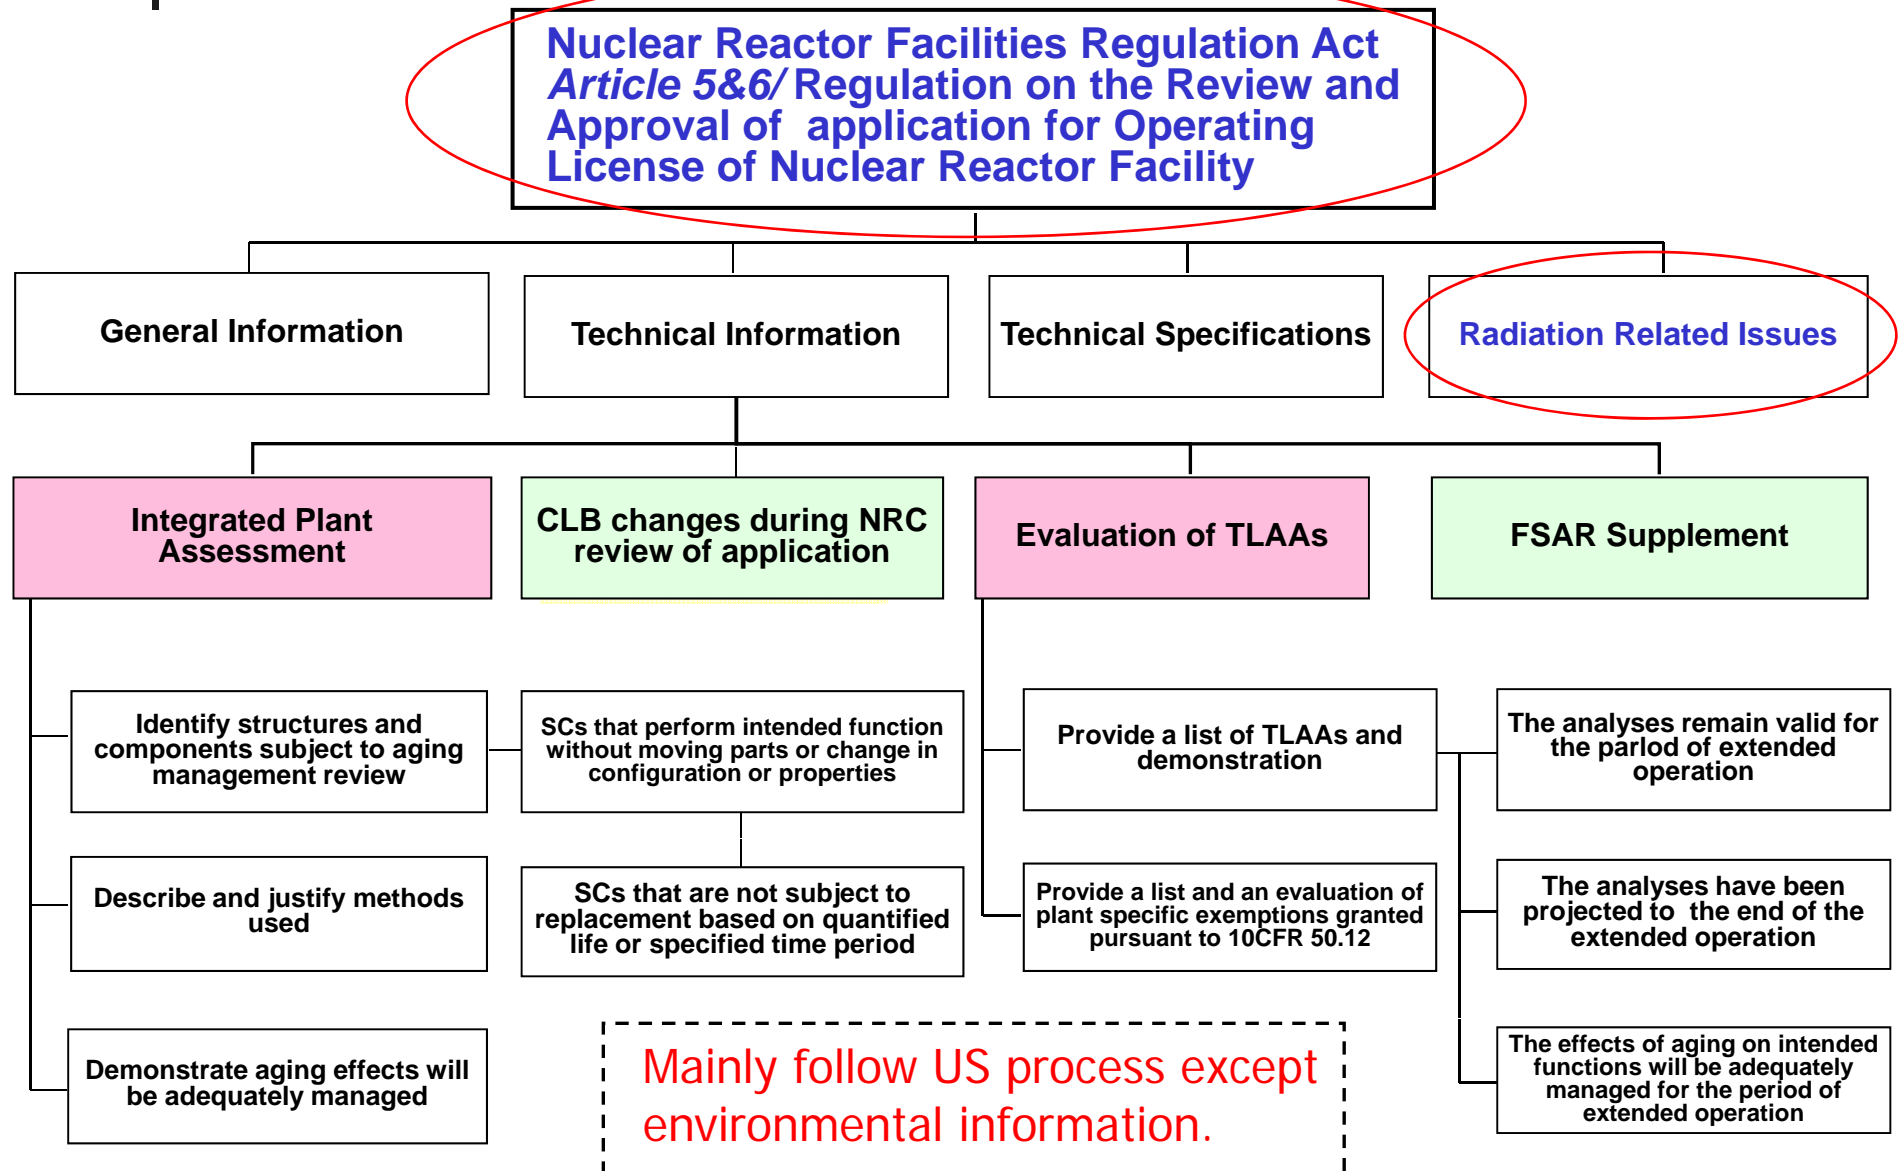 Nuclear Reactor Facilities Regulation Act
Article 5&6/ Regulation on the Review and
Approval of application for Operating
License of Nuclear Reactor Facility
General Information
Technical Information
Technical Specifications
Radiation Related Issues
Integrated Plant
Assessment
CLB changes during NRC
review of application
Evaluation of TLAAs
FSAR Supplement
Identify structures and
components subject to aging
management review
SCs that perform intended function
without moving parts or change in
configuration or properties
Provide a list of TLAAs and
demonstration
The analyses remain valid for
the parlod of extended
operation
Describe and justify methods
used
SCs that are not subject to
replacement based on quantified
life or specified time period
Provide a list and an evaluation of
plant specific exemptions granted
pursuant to 10CFR 50.12
The analyses have been
projected to the end of the
extended operation
Demonstrate aging effects will
be adequately managed
Mainly follow US process except
environmental information.
The effects of aging on intended
functions will be adequately
managed for the period of
extended operation